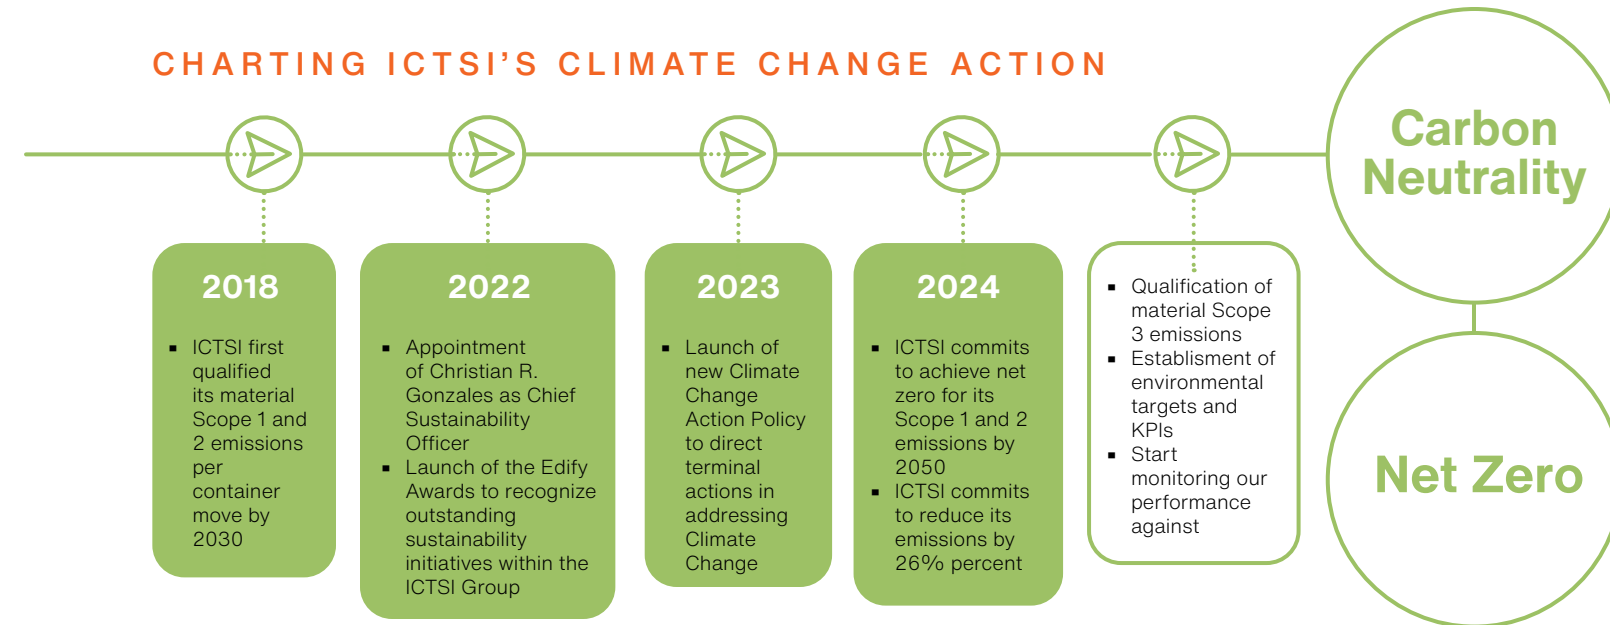 CHARTING ICTSI'S CLIMATE CHANGE ACTION
2018
▪ ICTSI first
qualified
its material
Scope 1 and
2 emissions
per
container
move by
2030
2022
▪ Appointment
of Christian R.
Gonzales as Chief
Sustainability
Officer
▪ Launch of the Edify
Awards to recognize
outstanding
sustainability
initiatives within the
ICTSI Group
2023
▪ Launch of
new Climate
Change
Action Policy
to direct
terminal
actions in
addressing
Climate
Change
2024
▪ ICTSI commits
to achieve net
zero for its
Scope 1 and 2
emissions by
2050
▪ ICTSI commits
to reduce its
emissions by
26% percent
▪ Qualification of
material Scope
3 emissions
▪ Establisment of
environmental
targets and
KPIs
▪ Start
monitoring our
performance
against
Carbon
Neutrality
Net Zero